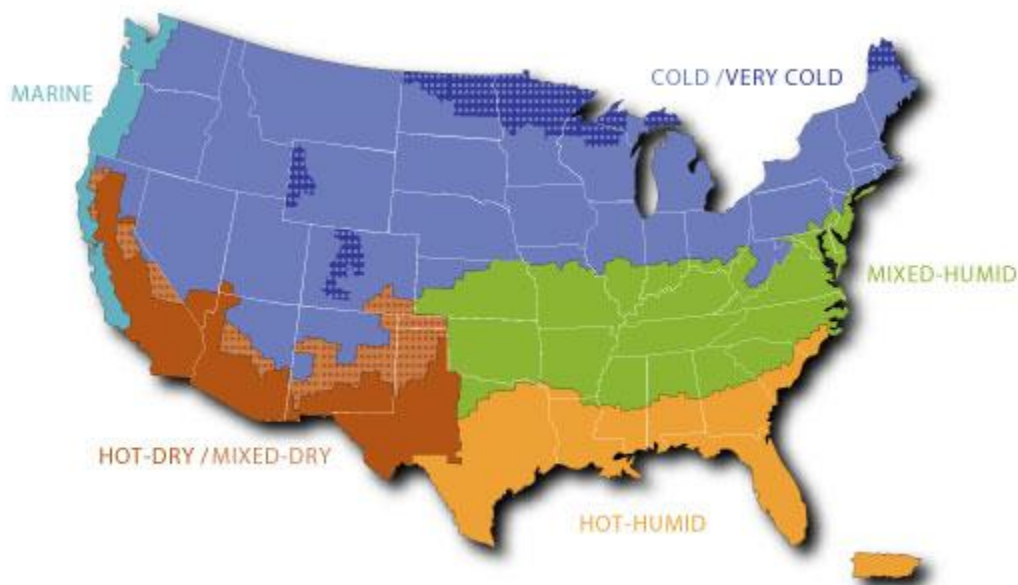 MARINE
COLD / VERY COLD
MIXED-HUMID
HOT-DRY / MIXED-DRY
HOT-HUMID